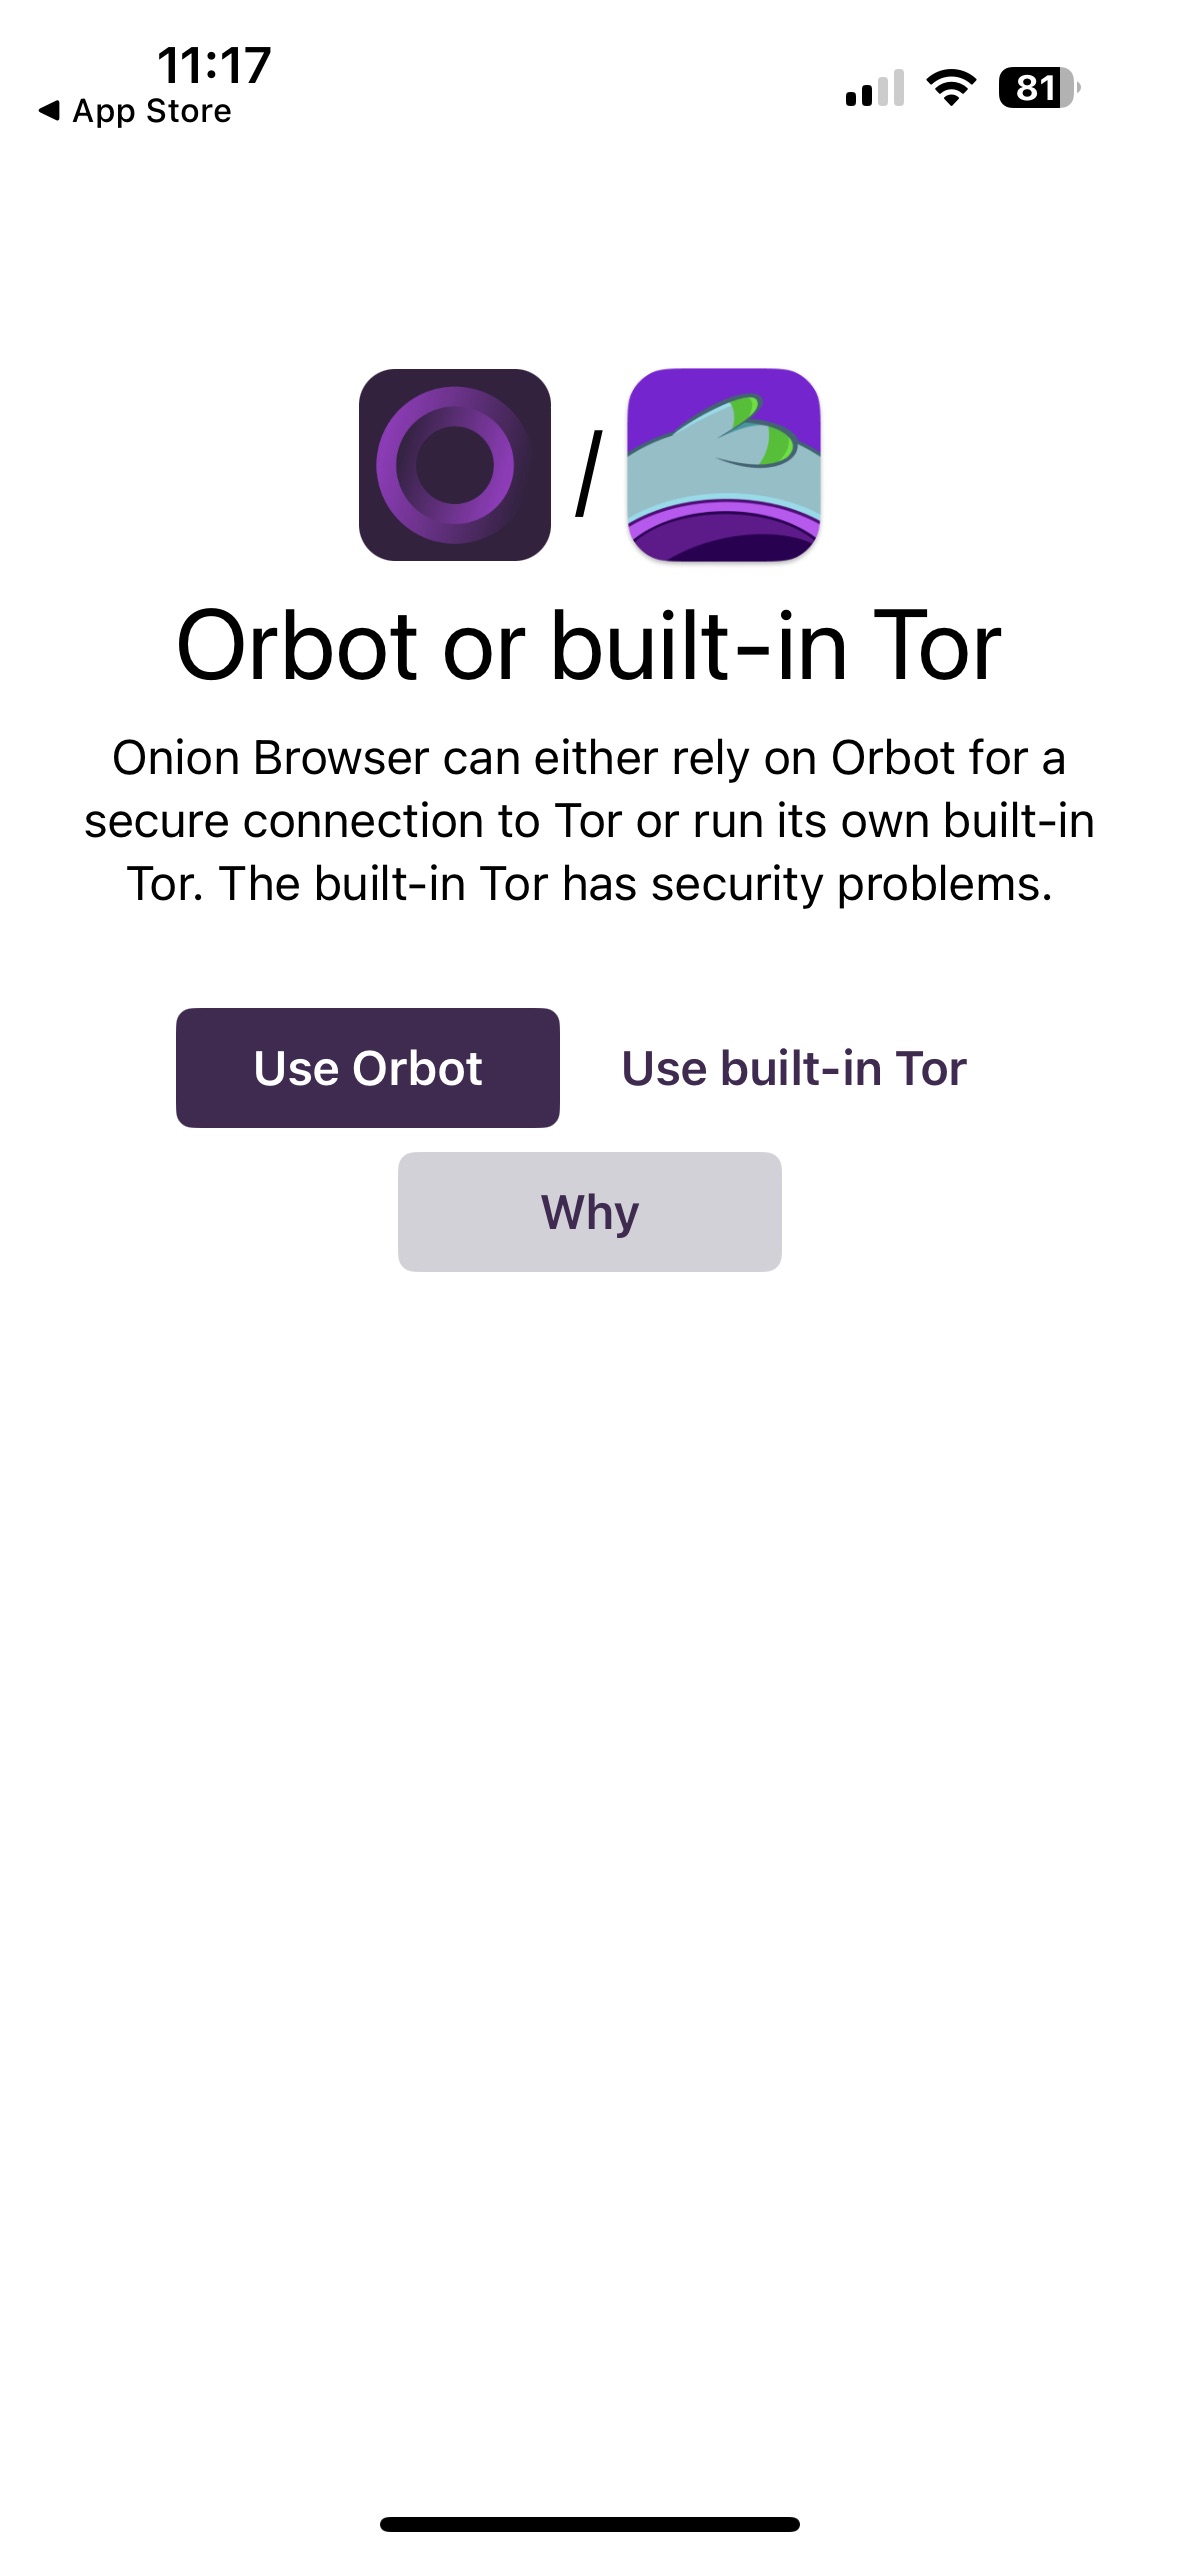 11:17
App Store
81
Orbot or built-in Tor
Onion Browser can either rely on Orbot for a
secure connection to Tor or run its own built-in
Tor. The built-in Tor has security problems.
Use Orbot
Use built-in Tor
Why